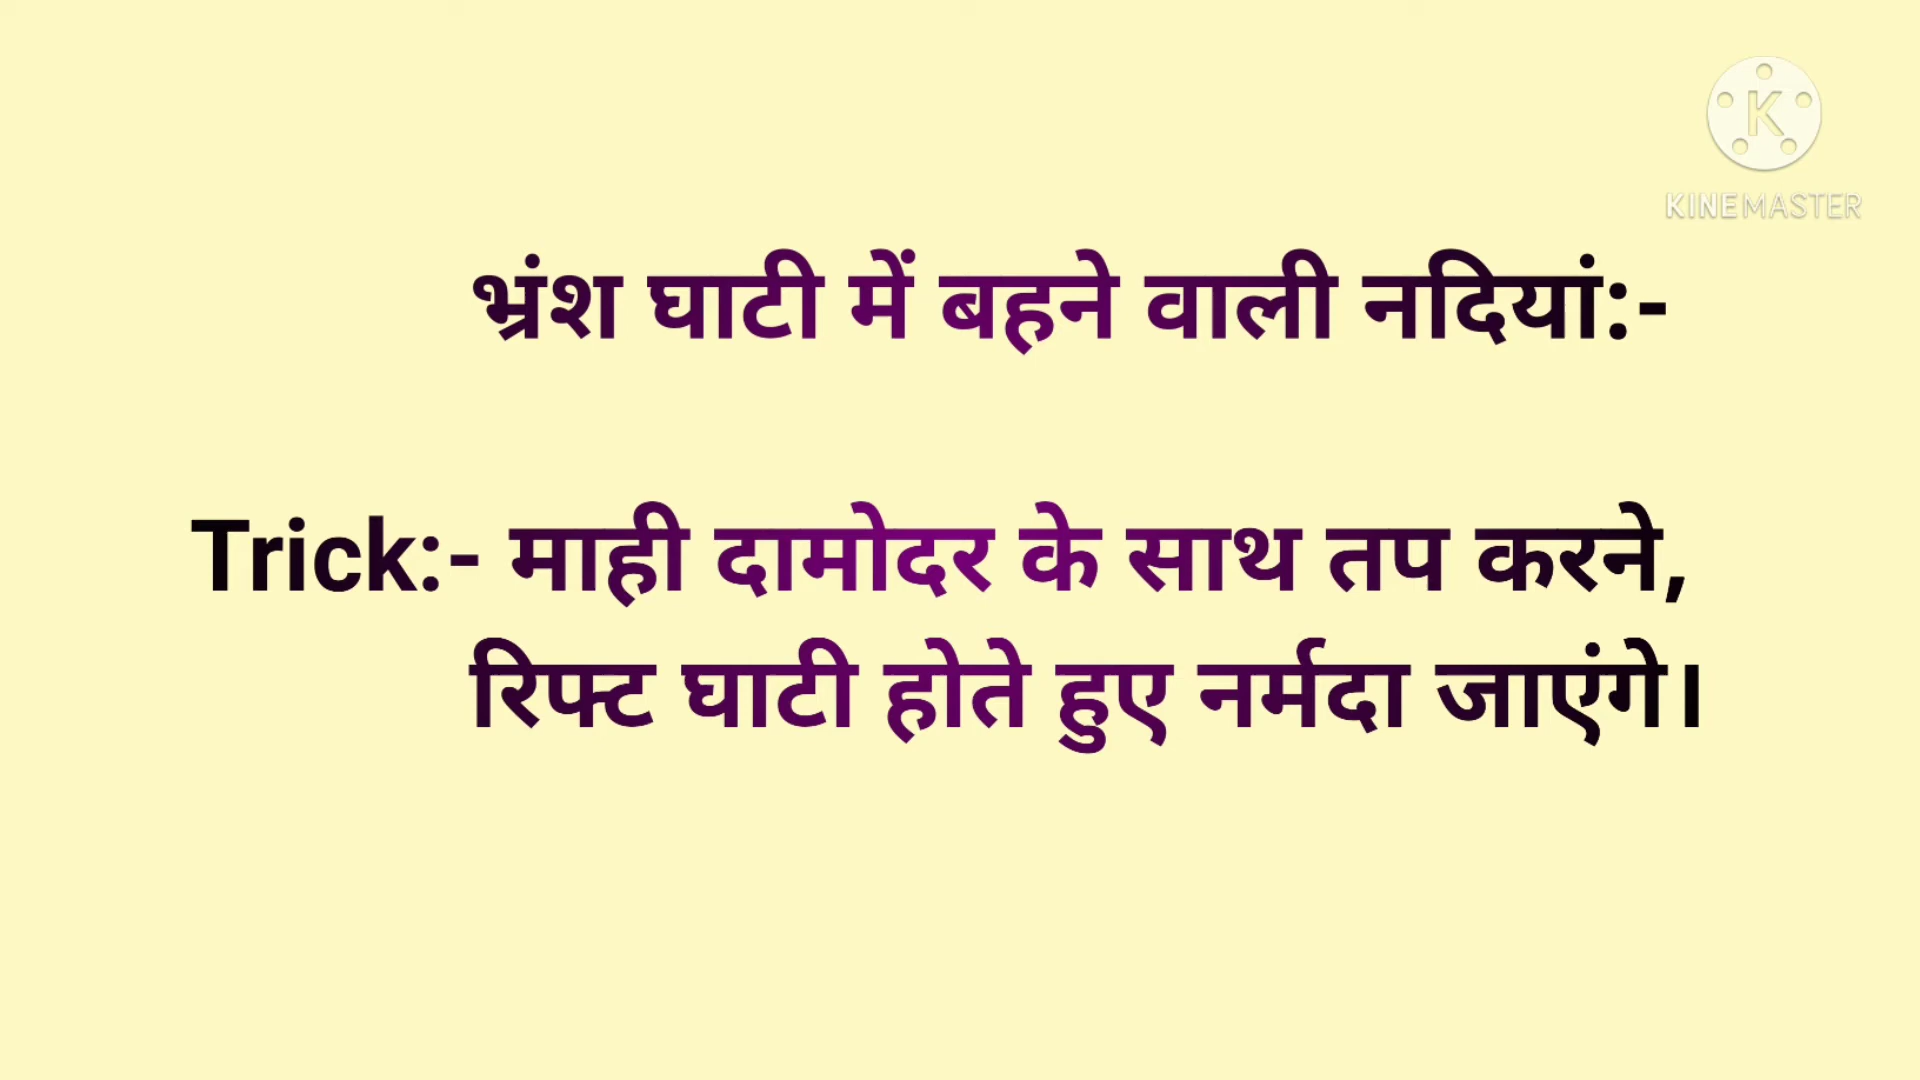 K
KINEMASTER
भ्रंश घाटी में बहने वाली नदियां:-
Trick:- माही दामोदर के साथ तप करने,
रिफ्ट घाटी होते हुए नर्मदा जाएंगे।